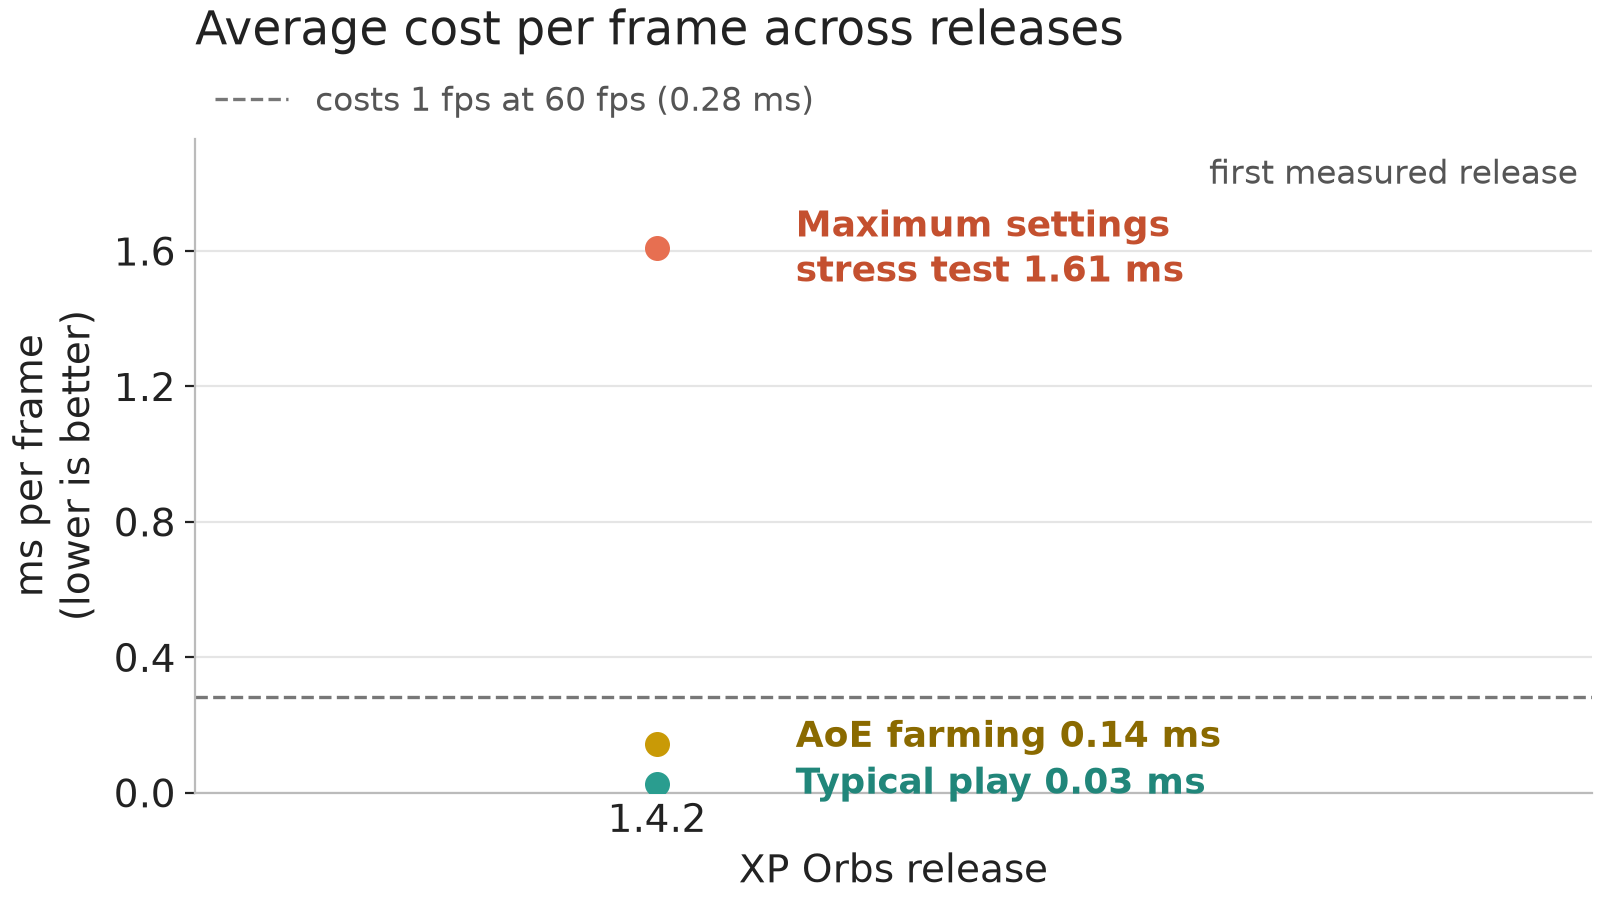 Average cost per frame across releases
costs 1 fps at 60 fps (0.28 ms)
first measured release
Maximum settings
stress test 1.61 ms
1.6
1.2
0.8
0.4
0.0
ms per frame
(lower is better)
AoE farming 0.14 ms
Typical play 0.03 ms
1.4.2
XP Orbs release